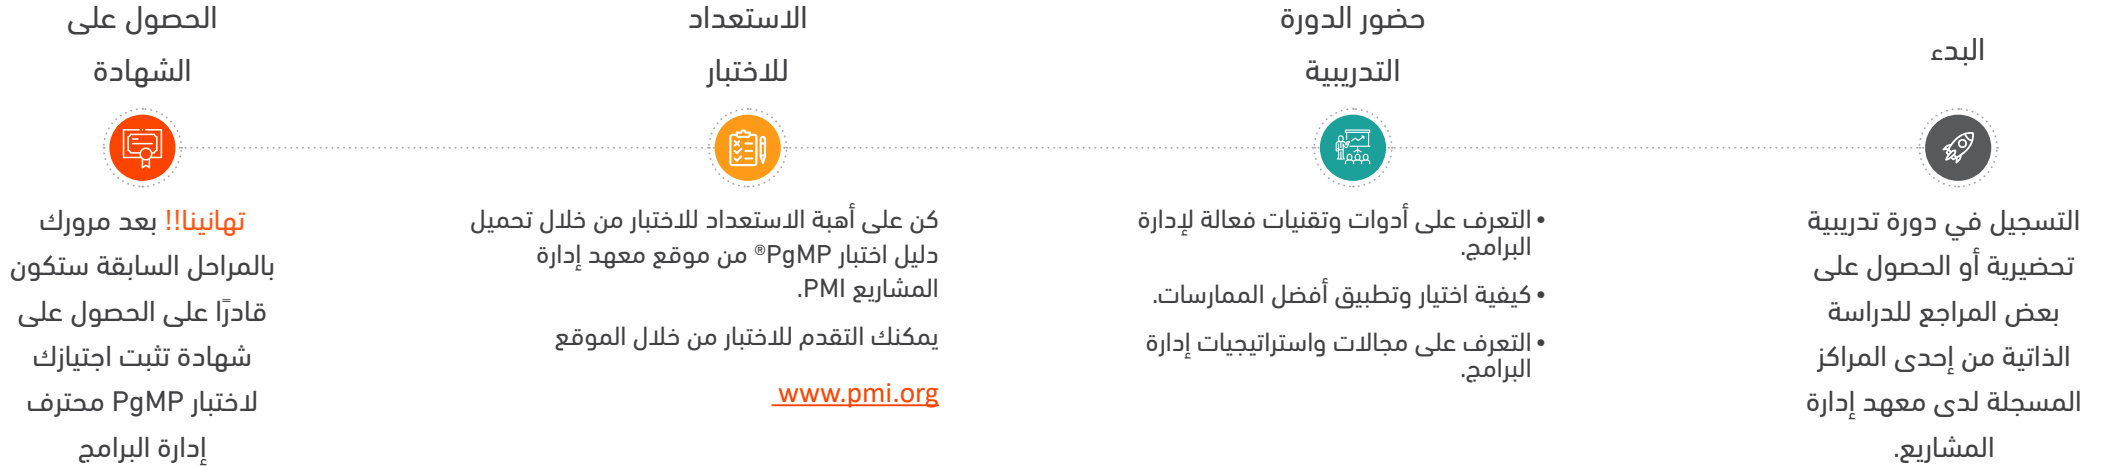 البدء
التسجيل في دورة تدريبية
تحضيرية أو الحصول على
بعض المراجع للدراسة
الذاتية من إحدى المراكز
المسجلة لدى معهد إدارة
المشاريع.
حضور الدورة
التدريبية
• التعرف على أدوات وتقنيات فعالة لإدارة
البرامج.
• كيفية اختيار وتطبيق أفضل الممارسات.
• التعرف على مجالات واستراتيجيات إدارة
البرامج.
الاستعداد
للاختبار
كن على أهبة الاستعداد للاختبار من خلال تحميل
دليل اختبار PgMP® من موقع معهد إدارة
المشاريع PMI.
يمكنك التقدم للاختبار من خلال الموقع
www.pmi.org
الحصول على
الشهادة
تهانينا!! بعد مرورك
بالمراحل السابقة ستكون
قادرًا على الحصول على
شهادة تثبت اجتيازك
لاختبار PgMP محترف
إدارة البرامج